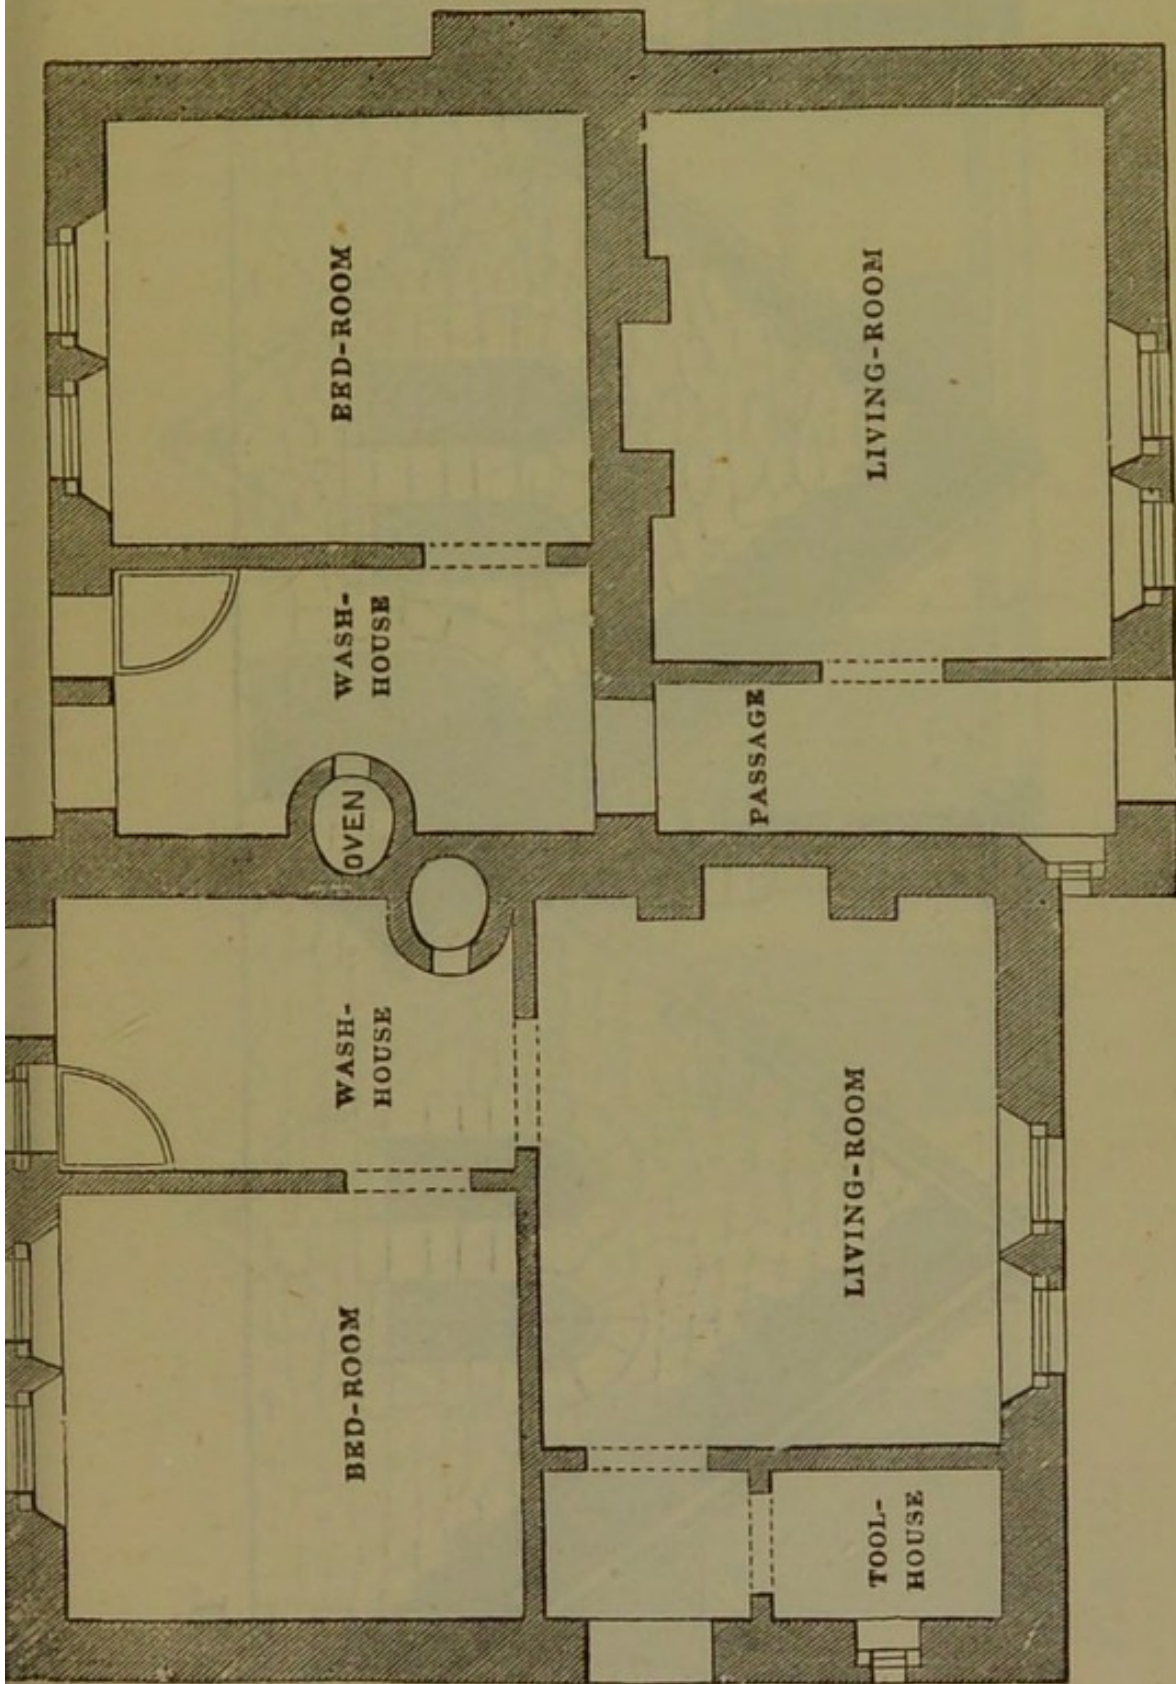 BED-ROOM
LIVING-ROOM
WASH-
HOUSE
PASSAGE
OVEN
WASH-
HOUSE
LIVING-ROOM
BED-ROOM
TOOL-
HOUSE